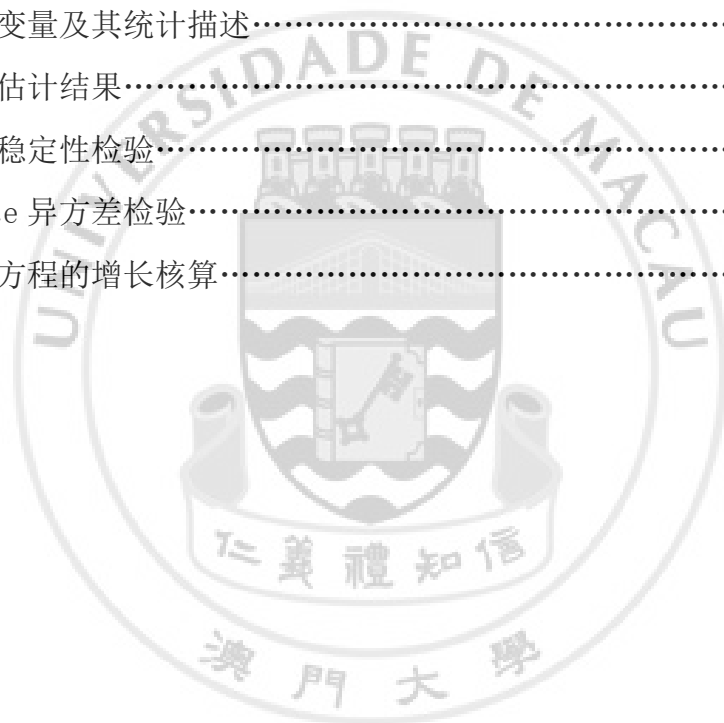 变量及其统计描述……………………………………
估计结果……………………………………………
稳定性检验…………………………………………
e 异方差检验………………………………………
方程的增长核算……………………………………
UNIVERSIDADE DE MACAU
仁義禮知信
澳門大學